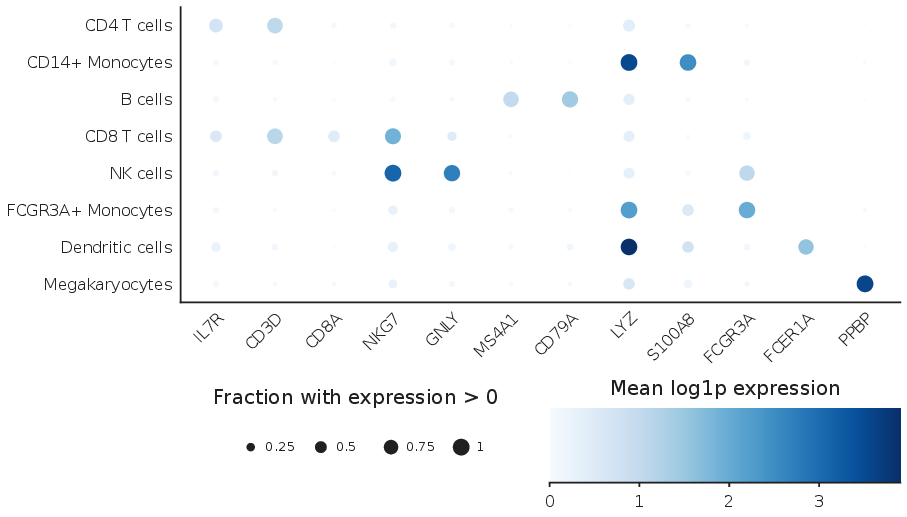 CD4 T cells
CD14+ Monocytes
B cells
CD8 T cells
NK cells
FCGR3A+ Monocytes
Dendritic cells
Megakaryocytes
IL7R CD3D CD8A NKG7 GNLY MS4A1 CD79A LYZ S100A8 FCGR3A FCER1A PPBP
Fraction with expression > 0
0.25 0.5 0.75 1
Mean log1p expression
0 1 2 3